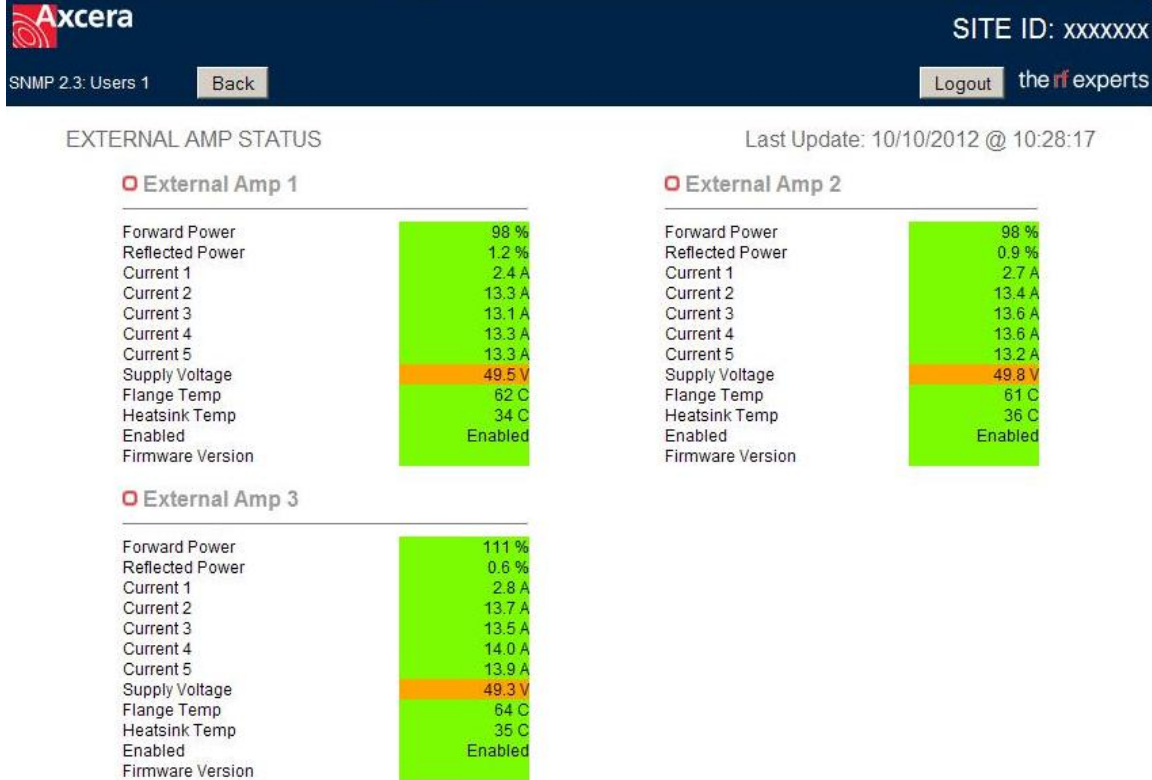 Axcera
SITE ID: xxxxxxx
SNMP 2.3: Users 1 Back Logout the rf experts
EXTERNAL AMP STATUS Last Update: 10/10/2012 @ 10:28:17
External Amp 1
Forward Power 98 %
Reflected Power 1.2 %
Current 1 2.4 A
Current 2 13.3 A
Current 3 13.1 A
Current 4 13.3 A
Current 5 13.3 A
Supply Voltage 49.5 V
Flange Temp 62 C
Heatsink Temp 34 C
Enabled Enabled
Firmware Version
External Amp 2
Forward Power 98 %
Reflected Power 0.9 %
Current 1 2.7 A
Current 2 13.4 A
Current 3 13.6 A
Current 4 13.6 A
Current 5 13.2 A
Supply Voltage 49.8 V
Flange Temp 61 C
Heatsink Temp 36 C
Enabled Enabled
Firmware Version
External Amp 3
Forward Power 111 %
Reflected Power 0.6 %
Current 1 2.8 A
Current 2 13.7 A
Current 3 13.5 A
Current 4 14.0 A
Current 5 13.9 A
Supply Voltage 49.3 V
Flange Temp 64 C
Heatsink Temp 35 C
Enabled Enabled
Firmware Version